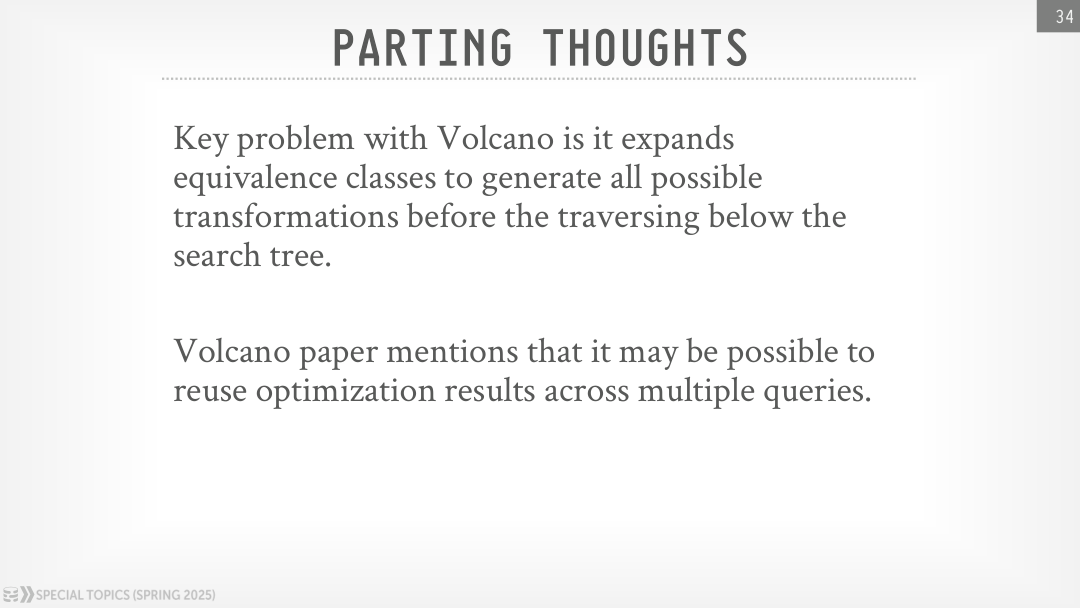 34
PARTING THOUGHTS
Key problem with Volcano is it expands
equivalence classes to generate all possible
transformations before the traversing below the
search tree.
Volcano paper mentions that it may be possible to
reuse optimization results across multiple queries.
SPECIAL TOPICS (SPRING 2025)